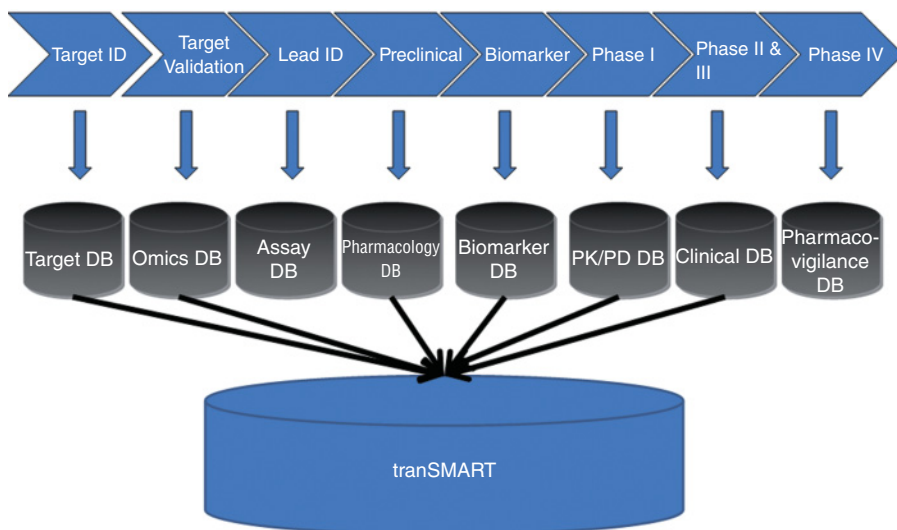 Target ID
Target
Validation
Lead ID
Preclinical
Biomarker
Phase I
Phase II &
III
Phase IV
Target DB
Omics DB
Assay
DB
Pharmacology
DB
Biomarker
DB
PK/PD DB
Clinical DB
Pharmaco-
vigilance
DB
tranSMART